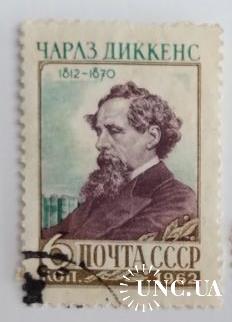 ЧАРЛЗ ДИККЕНС
1812-1870
6 ПОЧТА СССР
КОП. 1962
UNC.UA